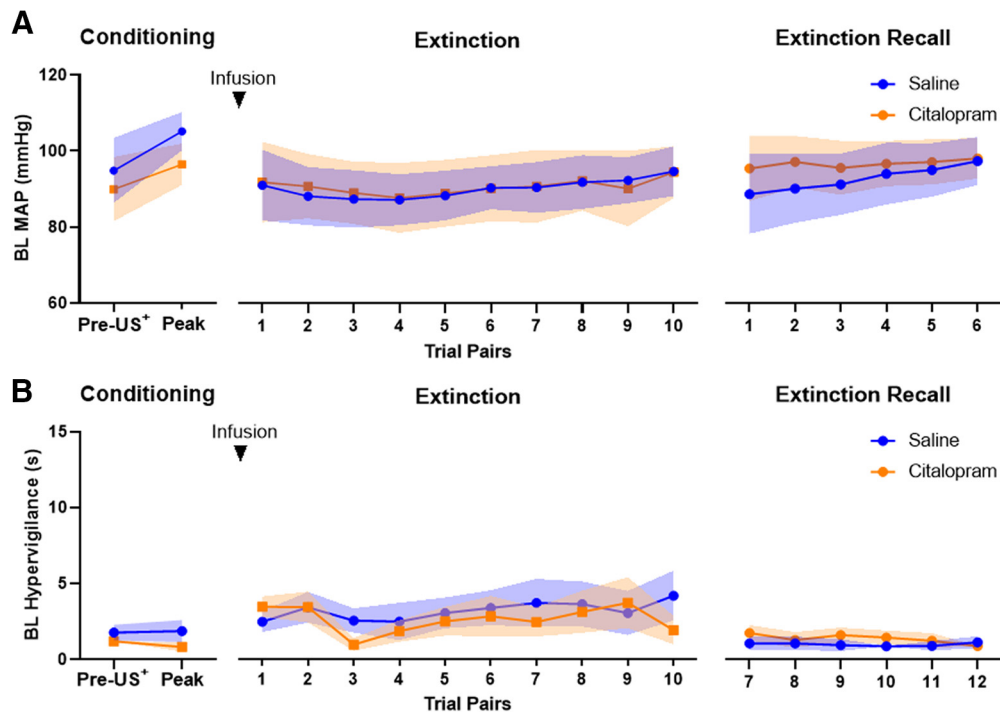 A
Conditioning
Extinction
Extinction Recall
Infusion
Saline
Citalopram
BL MAP (mmHg)
120
100
80
60
Pre-US⁺ Peak
1 2 3 4 5 6 7 8 9 10
1 2 3 4 5 6
Trial Pairs
B
Conditioning
Extinction
Extinction Recall
Infusion
Saline
Citalopram
BL Hypervigilance (s)
15
10
5
0
Pre-US⁺ Peak
1 2 3 4 5 6 7 8 9 10
7 8 9 10 11 12
Trial Pairs